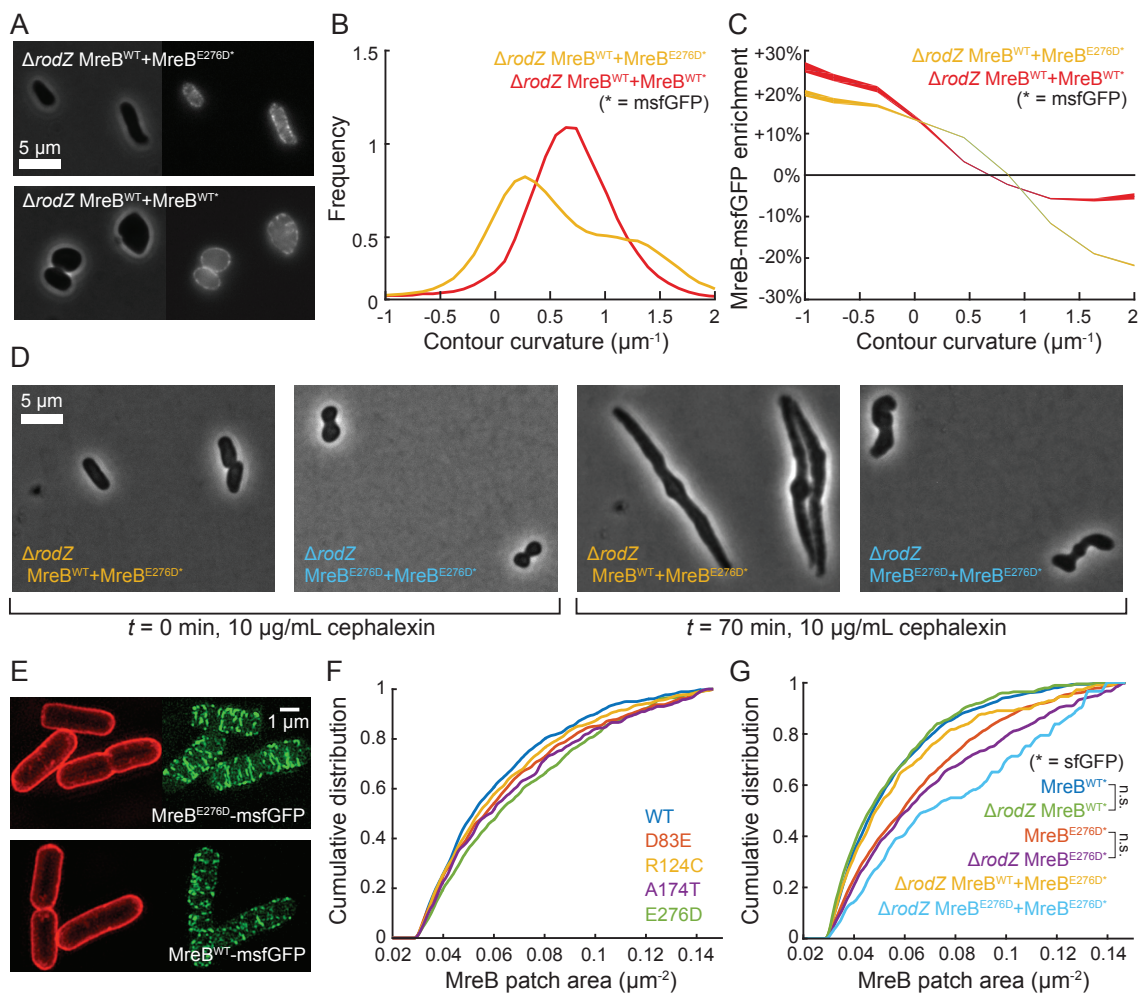 A
ΔrodZ MreBᵂᵀ+MreBᴱ²⁷⁶ᴰ*
5 µm
ΔrodZ MreBᵂᵀ+MreBᵂᵀ*
B
ΔrodZ MreBᵂᵀ+MreBᴱ²⁷⁶ᴰ*
ΔrodZ MreBᵂᵀ+MreBᵂᵀ*
(* = msfGFP)
Frequency
1.5
1
0.5
0
-1
-0.5
0
0.5
1
1.5
2
Contour curvature (µm⁻¹)
C
ΔrodZ MreBᵂᵀ+MreBᴱ²⁷⁶ᴰ*
ΔrodZ MreBᵂᵀ+MreBᵂᵀ*
(* = msfGFP)
MreB-msfGFP enrichment
+30%
+20%
+10%
0%
-10%
-20%
-30%
-1
-0.5
0
0.5
1
1.5
2
Contour curvature (µm⁻¹)
D
5 µm
ΔrodZ
MreBᵂᵀ+MreBᴱ²⁷⁶ᴰ*
ΔrodZ
MreBᴱ²⁷⁶ᴰ+MreBᴱ²⁷⁶ᴰ*
ΔrodZ
MreBᵂᵀ+MreBᴱ²⁷⁶ᴰ*
ΔrodZ
MreBᴱ²⁷⁶ᴰ+MreBᴱ²⁷⁶ᴰ*
t = 0 min, 10 µg/mL cephalexin
t = 70 min, 10 µg/mL cephalexin
E
1 µm
MreBᴱ²⁷⁶ᴰ-msfGFP
MreBᵂᵀ-msfGFP
F
Cumulative distribution
1
0.8
0.6
0.4
0.2
0
WT
D83E
R124C
A174T
E276D
0.02
0.04
0.06
0.08
0.1
0.12
0.14
MreB patch area (µm⁻²)
G
Cumulative distribution
1
0.8
0.6
0.4
0.2
0
(* = sfGFP)
MreBᵂᵀ*
n.s.
ΔrodZ MreBᵂᵀ*
MreBᴱ²⁷⁶ᴰ*
n.s.
ΔrodZ MreBᴱ²⁷⁶ᴰ*
ΔrodZ MreBᵂᵀ+MreBᴱ²⁷⁶ᴰ*
ΔrodZ MreBᴱ²⁷⁶ᴰ+MreBᴱ²⁷⁶ᴰ*
0.02
0.04
0.06
0.08
0.1
0.12
0.14
MreB patch area (µm⁻²)